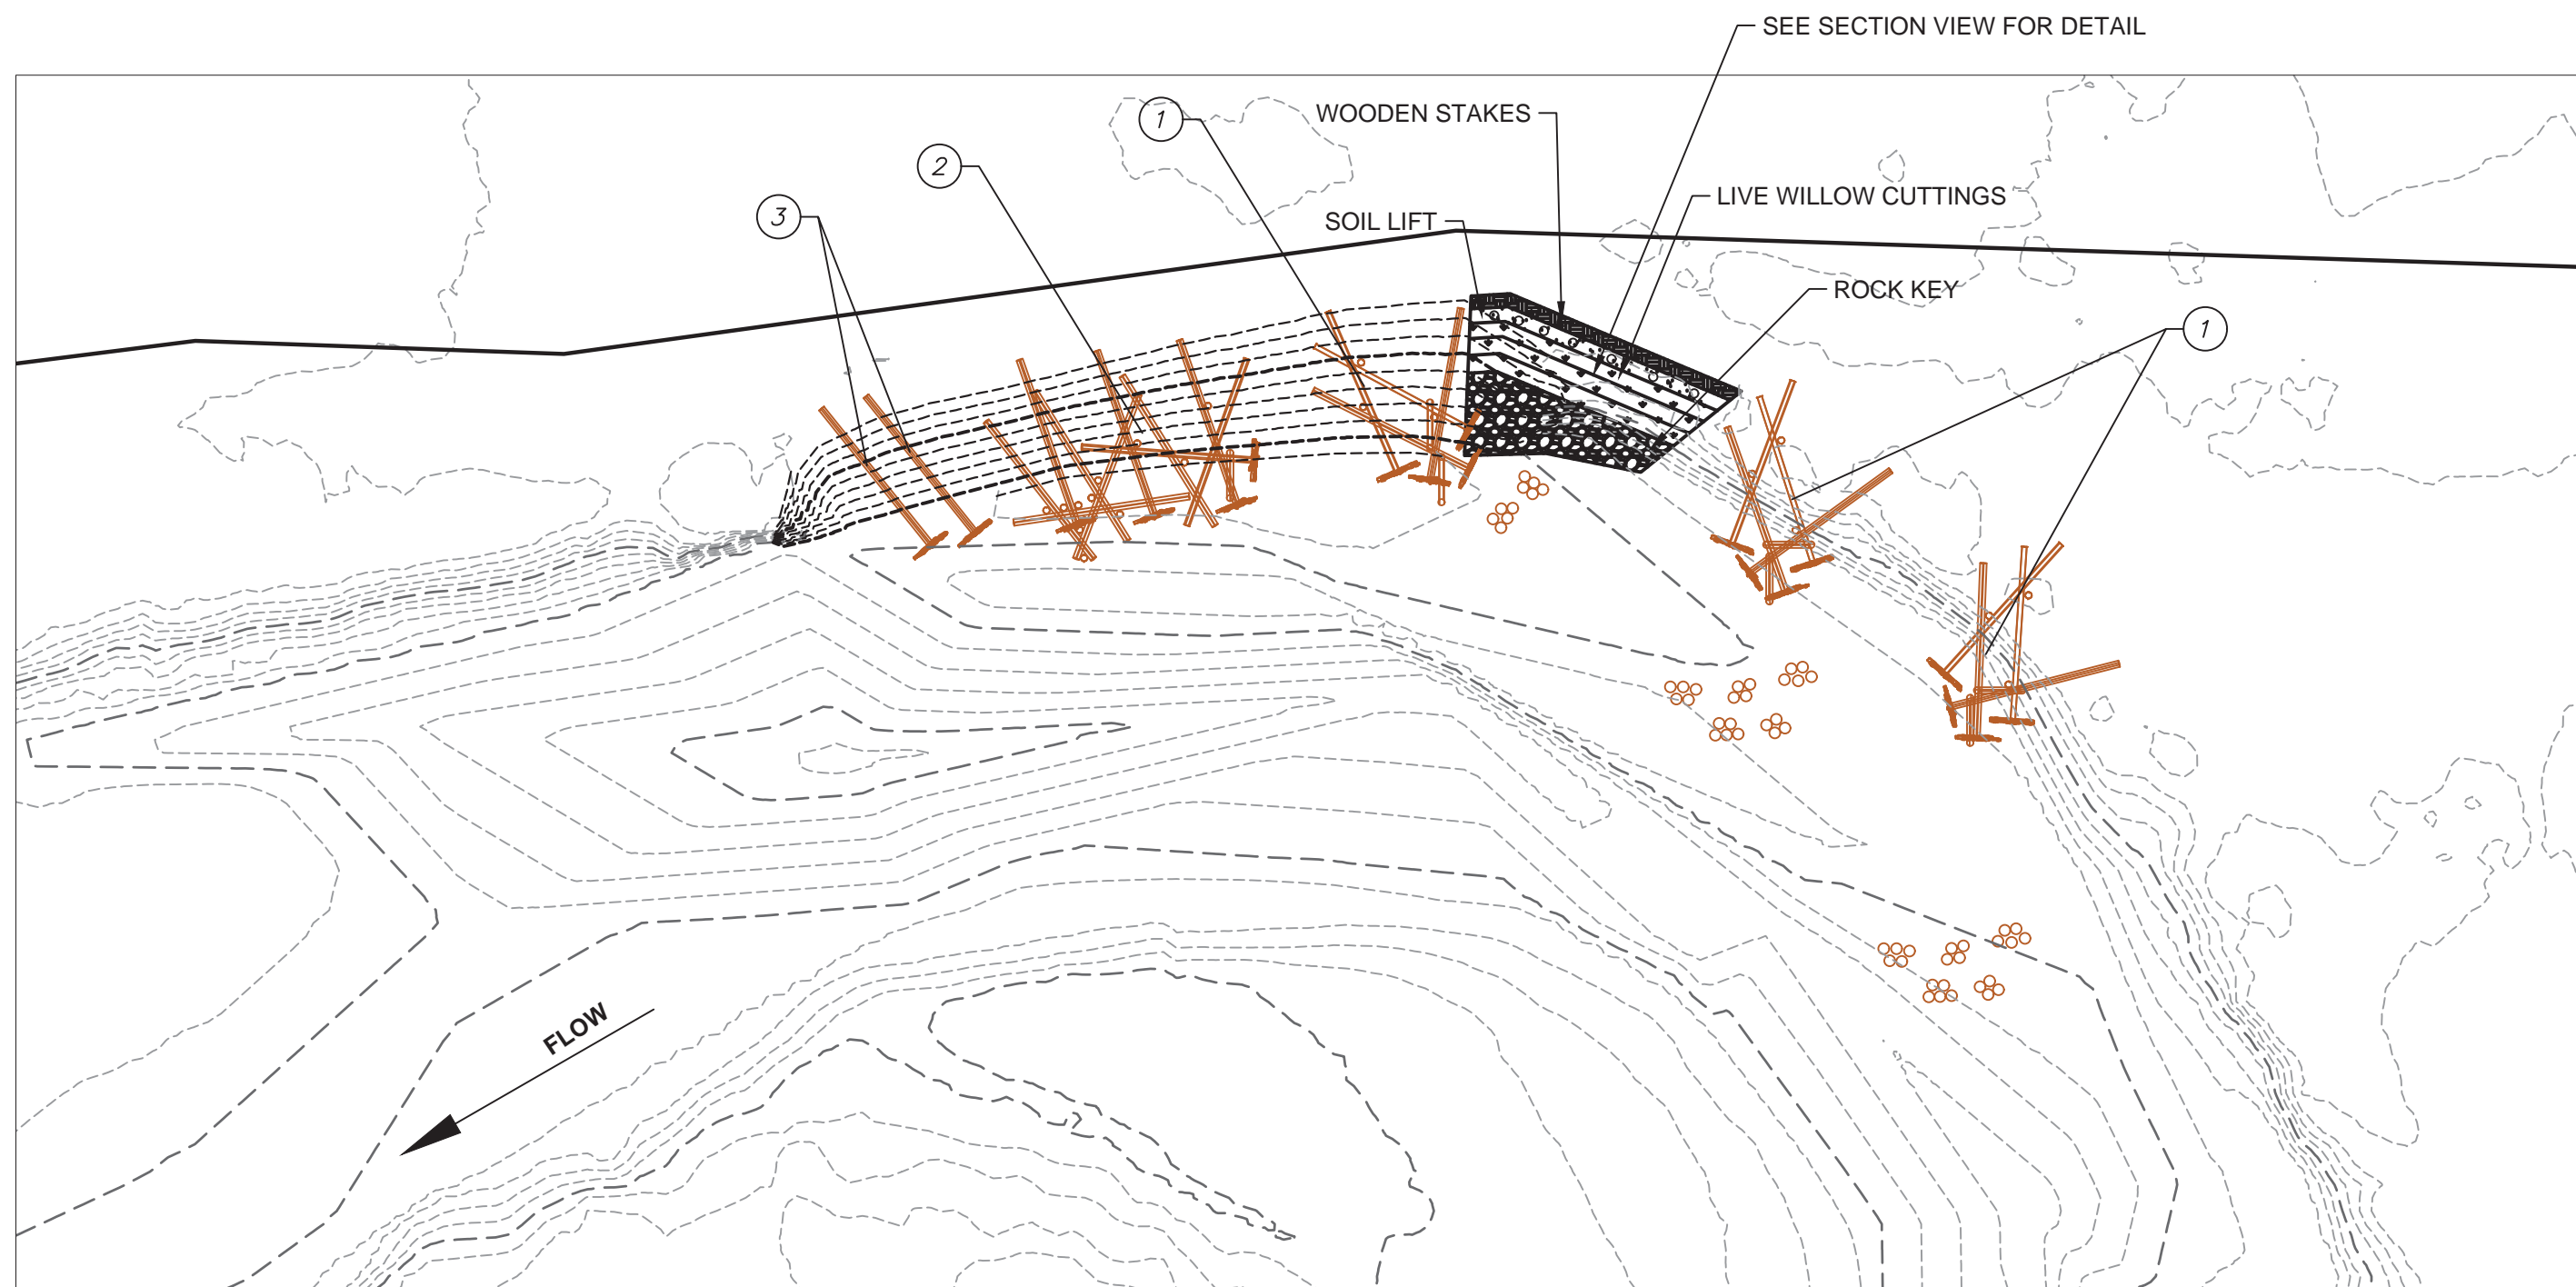 SEE SECTION VIEW FOR DETAIL
1
WOODEN STAKES
2
LIVE WILLOW CUTTINGS
3
SOIL LIFT
ROCK KEY
1
FLOW